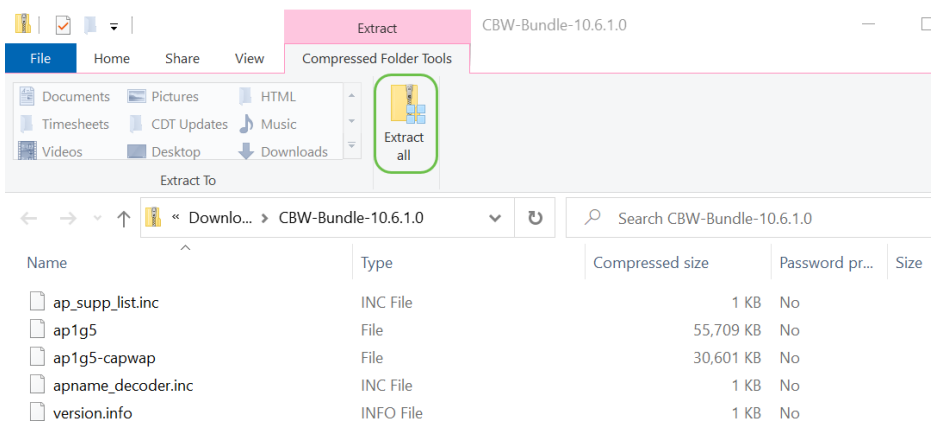 Extract CBW-Bundle-10.6.1.0
File Home Share View Compressed Folder Tools
Documents Pictures HTML
Timesheets CDT Updates Music
Videos Desktop Downloads
Extract all
Extract To
« Downlo... > CBW-Bundle-10.6.1.0 Search CBW-Bundle-10.6.1.0
Name Type Compressed size Password pr... Size
ap_supp_list.inc INC File 1 KB No
ap1g5 File 55,709 KB No
ap1g5-capwap File 30,601 KB No
apname_decoder.inc INC File 1 KB No
version.info INFO File 1 KB No